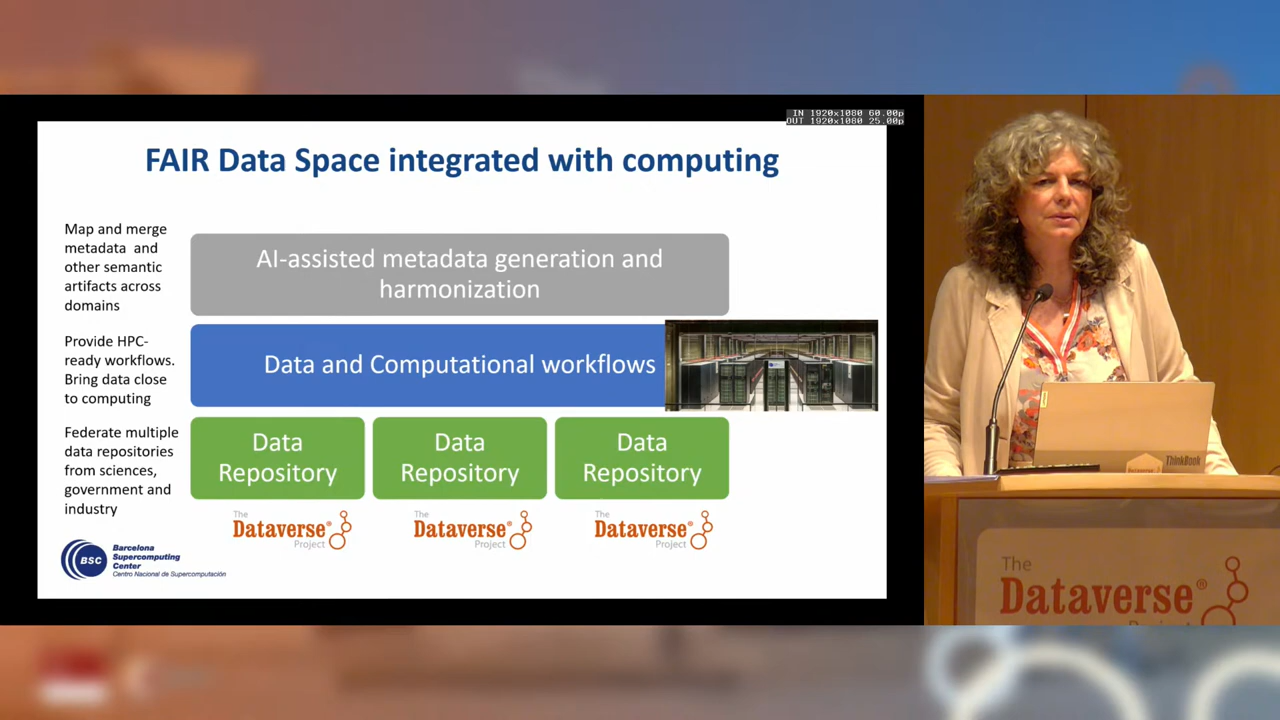 IN 1920x1080 60.00p
OUT 1920x1080 25.00p
FAIR Data Space integrated with computing
Map and merge
metadata and
other semantic
artifacts across
domains
AI-assisted metadata generation and
harmonization
Provide HPC-
ready workflows.
Bring data close
to computing
Data and Computational workflows
Federate multiple
data repositories
from sciences,
government and
industry
Data
Repository
Data
Repository
Data
Repository
The
Dataverse®
Project
The
Dataverse®
Project
The
Dataverse®
Project
BSC
Barcelona
Supercomputing
Center
Centro Nacional de Supercomputación
Dataverse
ThinkBook
The
Dataverse®
Project